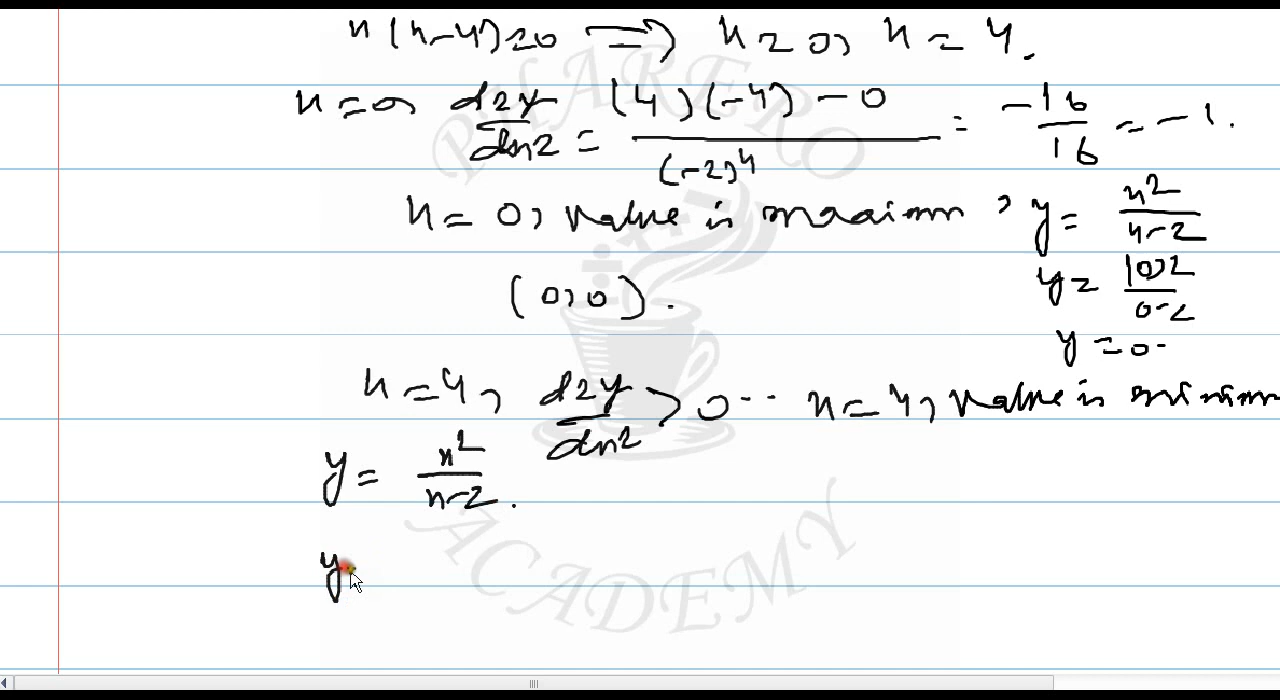 x(x-4)=0 ⟹ x=0, x=4.
x=0, d2y/dx2 = (4)(-4)-0/(-2)4 = -16/16 = -1.
x=0, value is maximum, y= x2/x-2
y= (0)2/0-2
(0,0).
y=0.
x=4, d2y/dx2 > 0 .. x=4, value is minimum
y= x2/x-2.
y
PHARERO
ACADEMY